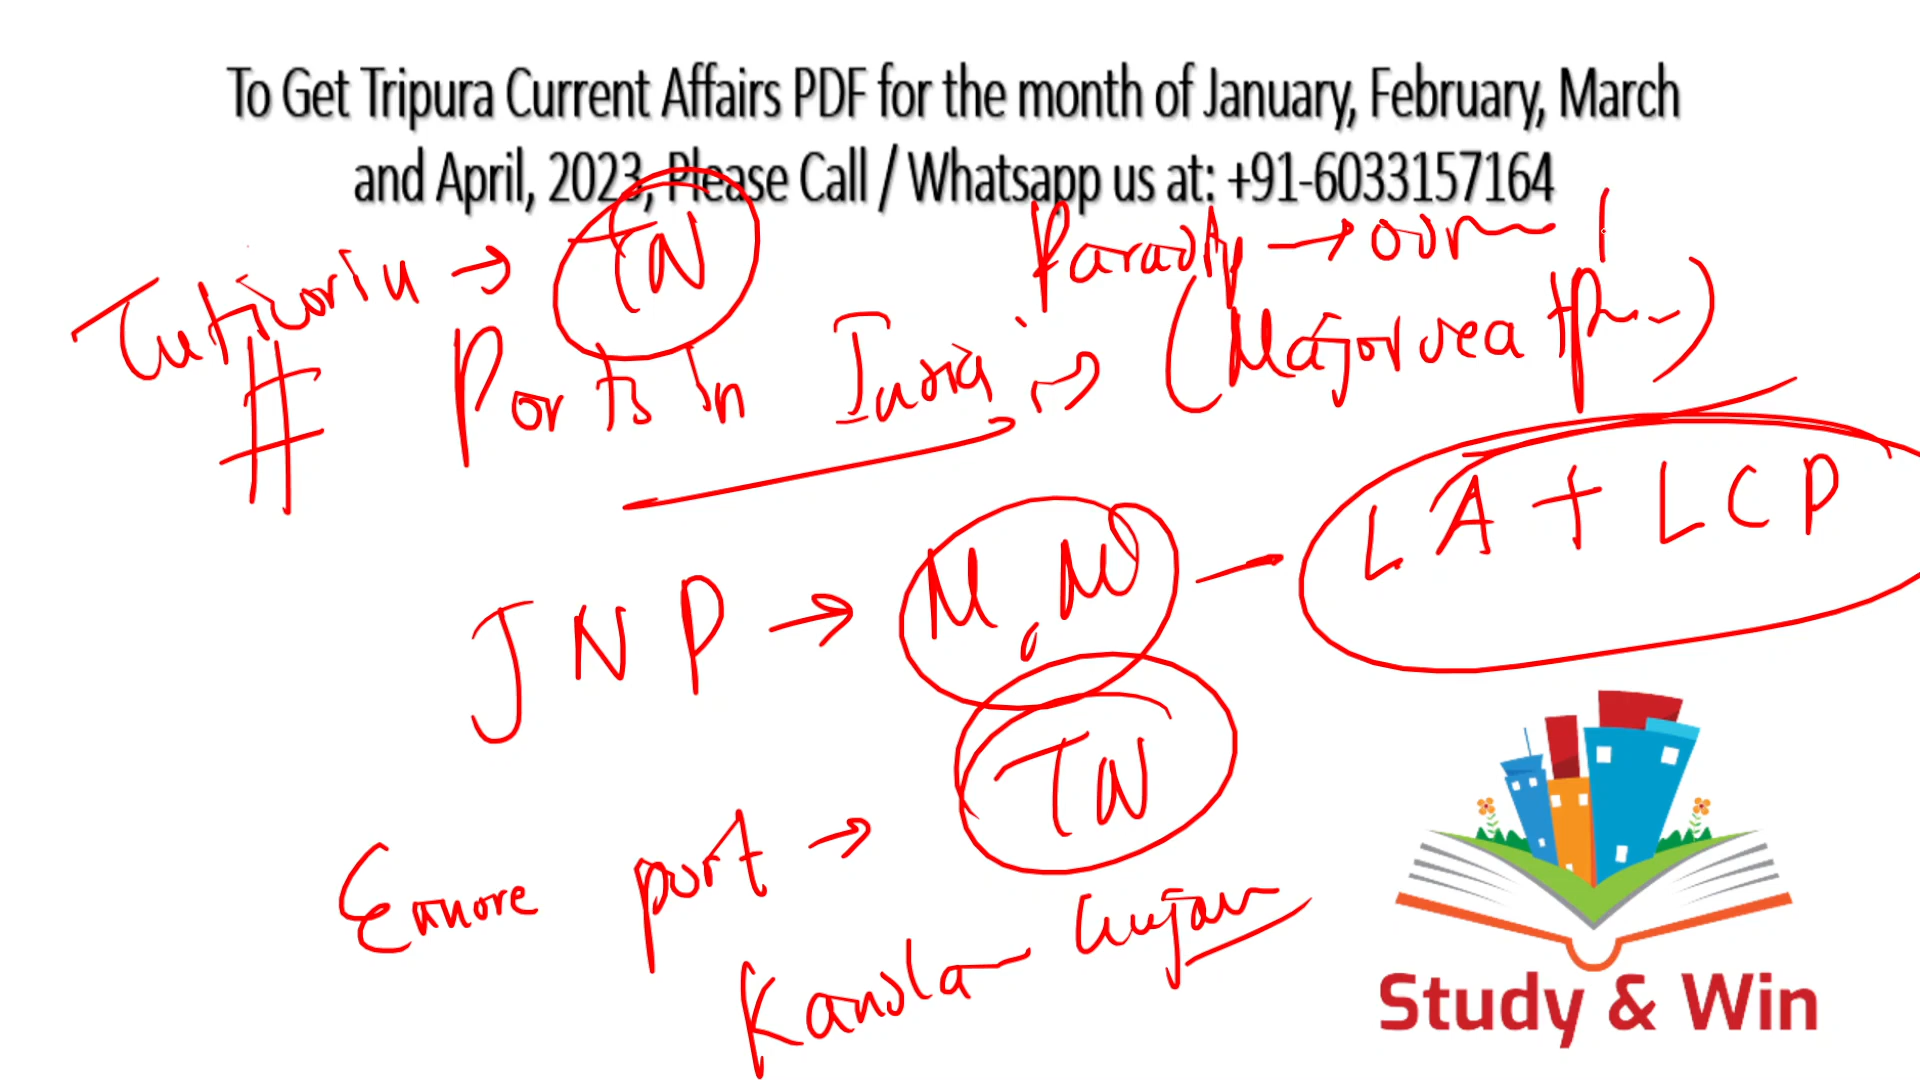 To Get Tripura Current Affairs PDF for the month of January, February, March
and April, 2023, Please Call / Whatsapp us at: +91-6033157164
Tuticorin → TN
Paradip →
# Ports in India → (Major sea
JNP → M.M — LA + LCP
Ennore port → TN
Kandla
Study & Win